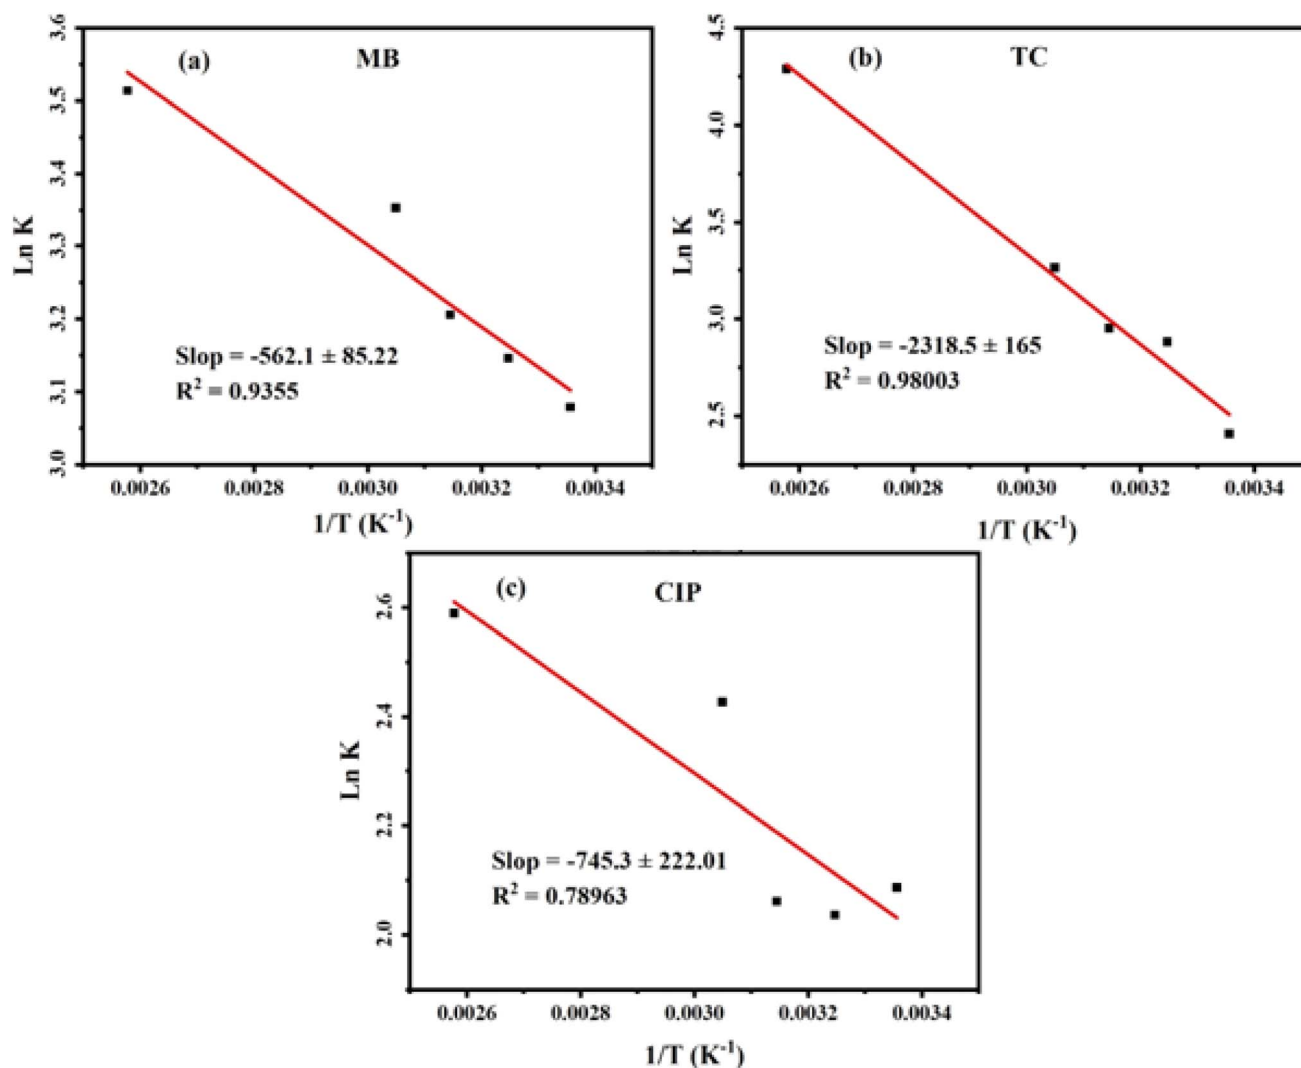 (a) MB
Ln K
3.6
3.5
3.4
3.3
3.2
3.1
3.0
Slop = -562.1 ± 85.22
R² = 0.9355
0.0026 0.0028 0.0030 0.0032 0.0034
1/T (K⁻¹)
(b) TC
Ln K
4.5
4.0
3.5
3.0
2.5
Slop = -2318.5 ± 165
R² = 0.98003
0.0026 0.0028 0.0030 0.0032 0.0034
1/T (K⁻¹)
(c) CIP
Ln K
2.6
2.4
2.2
2.0
Slop = -745.3 ± 222.01
R² = 0.78963
0.0026 0.0028 0.0030 0.0032 0.0034
1/T (K⁻¹)